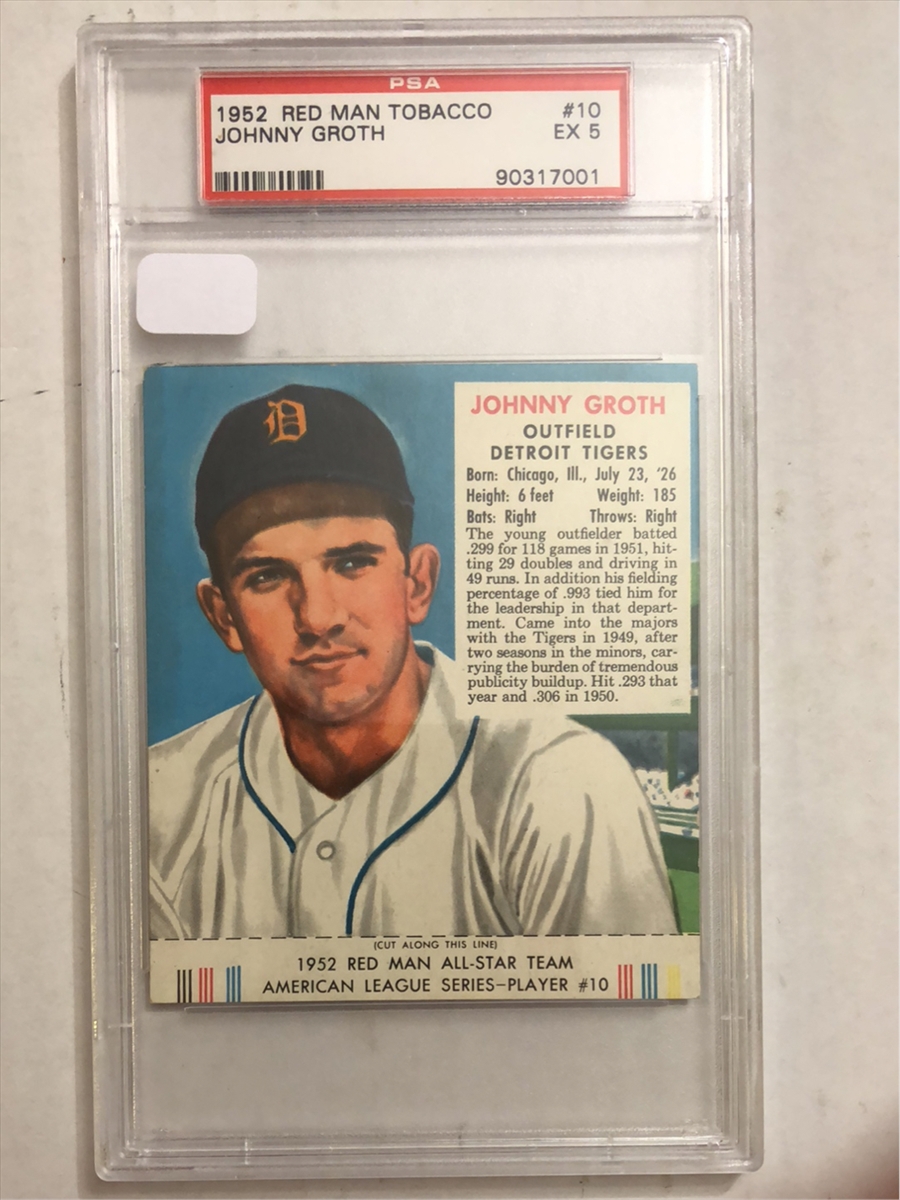 PSA
1952 RED MAN TOBACCO #10
JOHNNY GROTH EX 5
90317001
D
JOHNNY GROTH
OUTFIELD
DETROIT TIGERS
Born: Chicago, Ill., July 23, '26
Height: 6 feet Weight: 185
Bats: Right Throws: Right
The young outfielder batted
.299 for 118 games in 1951, hit-
ting 29 doubles and driving in
49 runs. In addition his fielding
percentage of .993 tied him for
the leadership in that depart-
ment. Came into the majors
with the Tigers in 1949, after
two seasons in the minors, car-
rying the burden of tremendous
publicity buildup. Hit .293 that
year and .306 in 1950.
(CUT ALONG THIS LINE)
1952 RED MAN ALL-STAR TEAM
AMERICAN LEAGUE SERIES–PLAYER #10